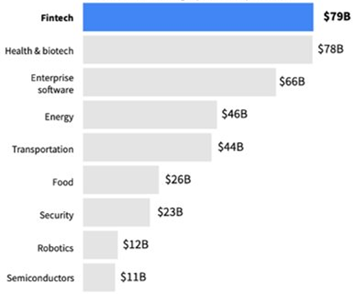 Fintech $79B
Health & biotech $78B
Enterprise
software $66B
Energy $46B
Transportation $44B
Food $26B
Security $23B
Robotics $12B
Semiconductors $11B